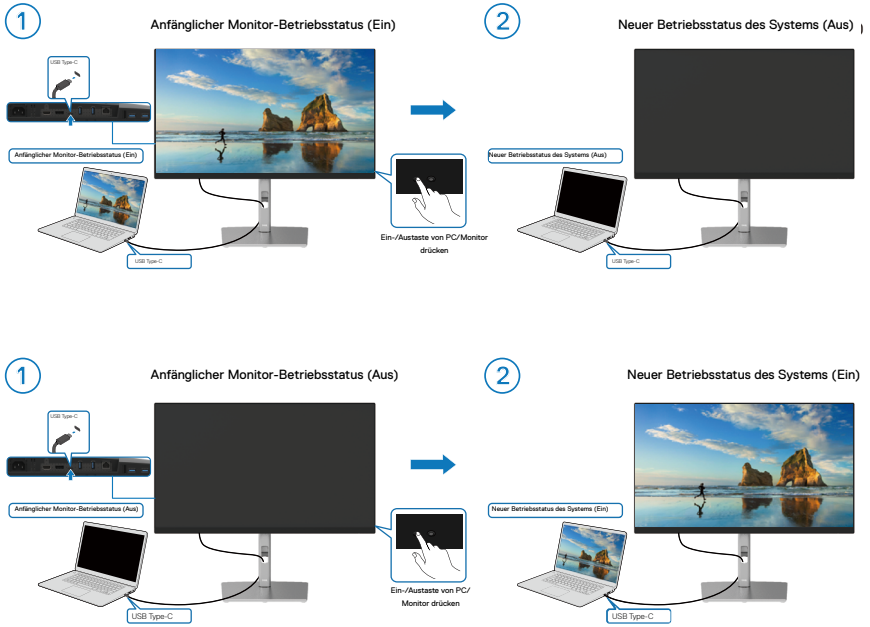 1
Anfänglicher Monitor-Betriebsstatus (Ein)
USB Type-C
Anfänglicher Monitor-Betriebsstatus (Ein)
USB Type-C
Ein-/Austaste von PC/Monitor
drücken
2
Neuer Betriebsstatus des Systems (Aus)
)
Neuer Betriebsstatus des Systems (Aus)
USB Type-C
1
Anfänglicher Monitor-Betriebsstatus (Aus)
USB Type-C
Anfänglicher Monitor-Betriebsstatus (Aus)
USB Type-C
Ein-/Austaste von PC/
Monitor drücken
2
Neuer Betriebsstatus des Systems (Ein)
Neuer Betriebsstatus des Systems (Ein)
USB Type-C